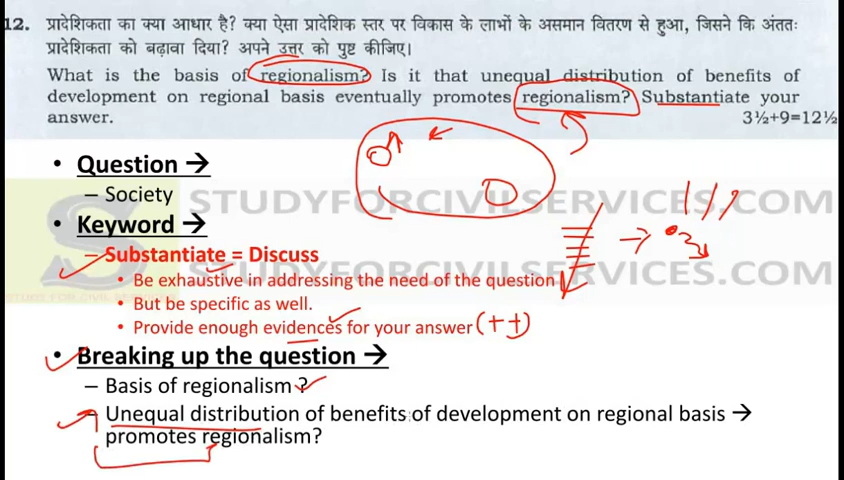 12. प्रादेशिकता का क्या आधार है? क्या ऐसा प्रादेशिक स्तर पर विकास के लाभों के असमान वितरण से हुआ, जिसने कि अंततः
प्रादेशिकता को बढ़ावा दिया? अपने उत्तर को पुष्ट कीजिए।
What is the basis of regionalism? Is it that unequal distribution of benefits of
development on regional basis eventually promotes regionalism? Substantiate your
answer. 3½+9=12½
• Question →
– Society
STUDYFORCIVILSERVICES.COM
• Keyword →
– Substantiate = Discuss
• Be exhaustive in addressing the need of the question
STUDYFORCIVILSERVICES.COM
• But be specific as well.
• Provide enough evidences for your answer (++)
• Breaking up the question →
– Basis of regionalism ?
– Unequal distribution of benefits of development on regional basis →
promotes regionalism?